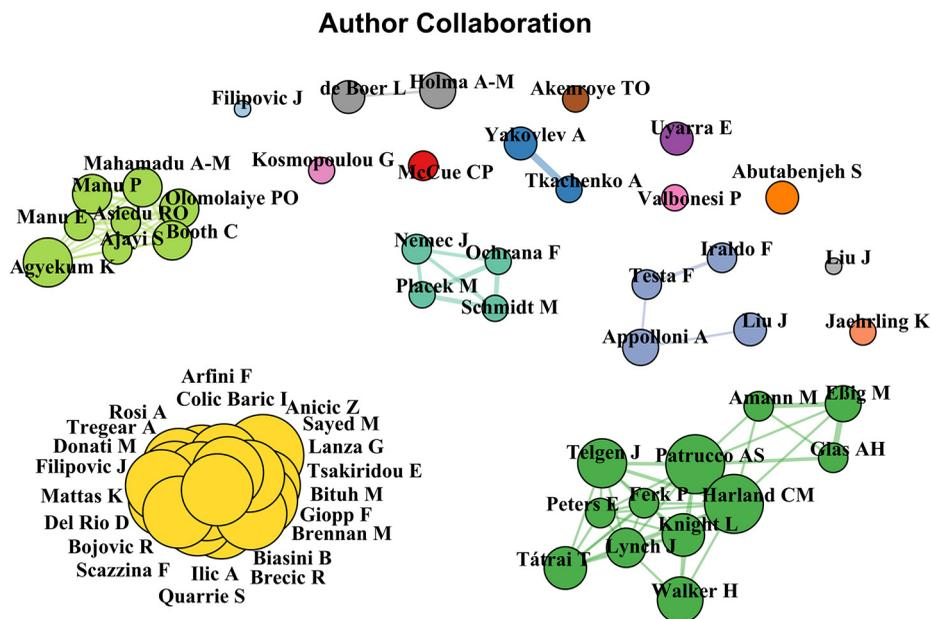 Author Collaboration
Filipovic J
de Boer L
Holma A-M
Akenroye TO
Yakovlev A
Uyarra E
Mahamadu A-M
Kosmopoulou G
McCue CP
Tkachenko A
Abutabenjeh S
Manu P
Olomolaiye PO
Valbonesi P
Manu E
Asiedu RO
Booth C
Ajayi S
Agyekum K
Nemec J
Ochrana F
Iraldo F
Liu J
Testa F
Placek M
Schmidt M
Appolloni A
Liu J
Jaehrling K
Arfini F
Colic Baric I
Anicic Z
Rosi A
Sayed M
Tregear A
Donati M
Lanza G
Filipovic J
Tsakiridou E
Mattas K
Bituh M
Giopp F
Del Rio D
Brennan M
Bojovic R
Biasini B
Scazzina F
Ilic A
Brecic R
Quarrie S
Amann M
Eßig M
Telgen J
Patrucco AS
Glas AH
Peters E
Ferk P
Harland CM
Knight L
Lynch J
Tátrai T
Walker H